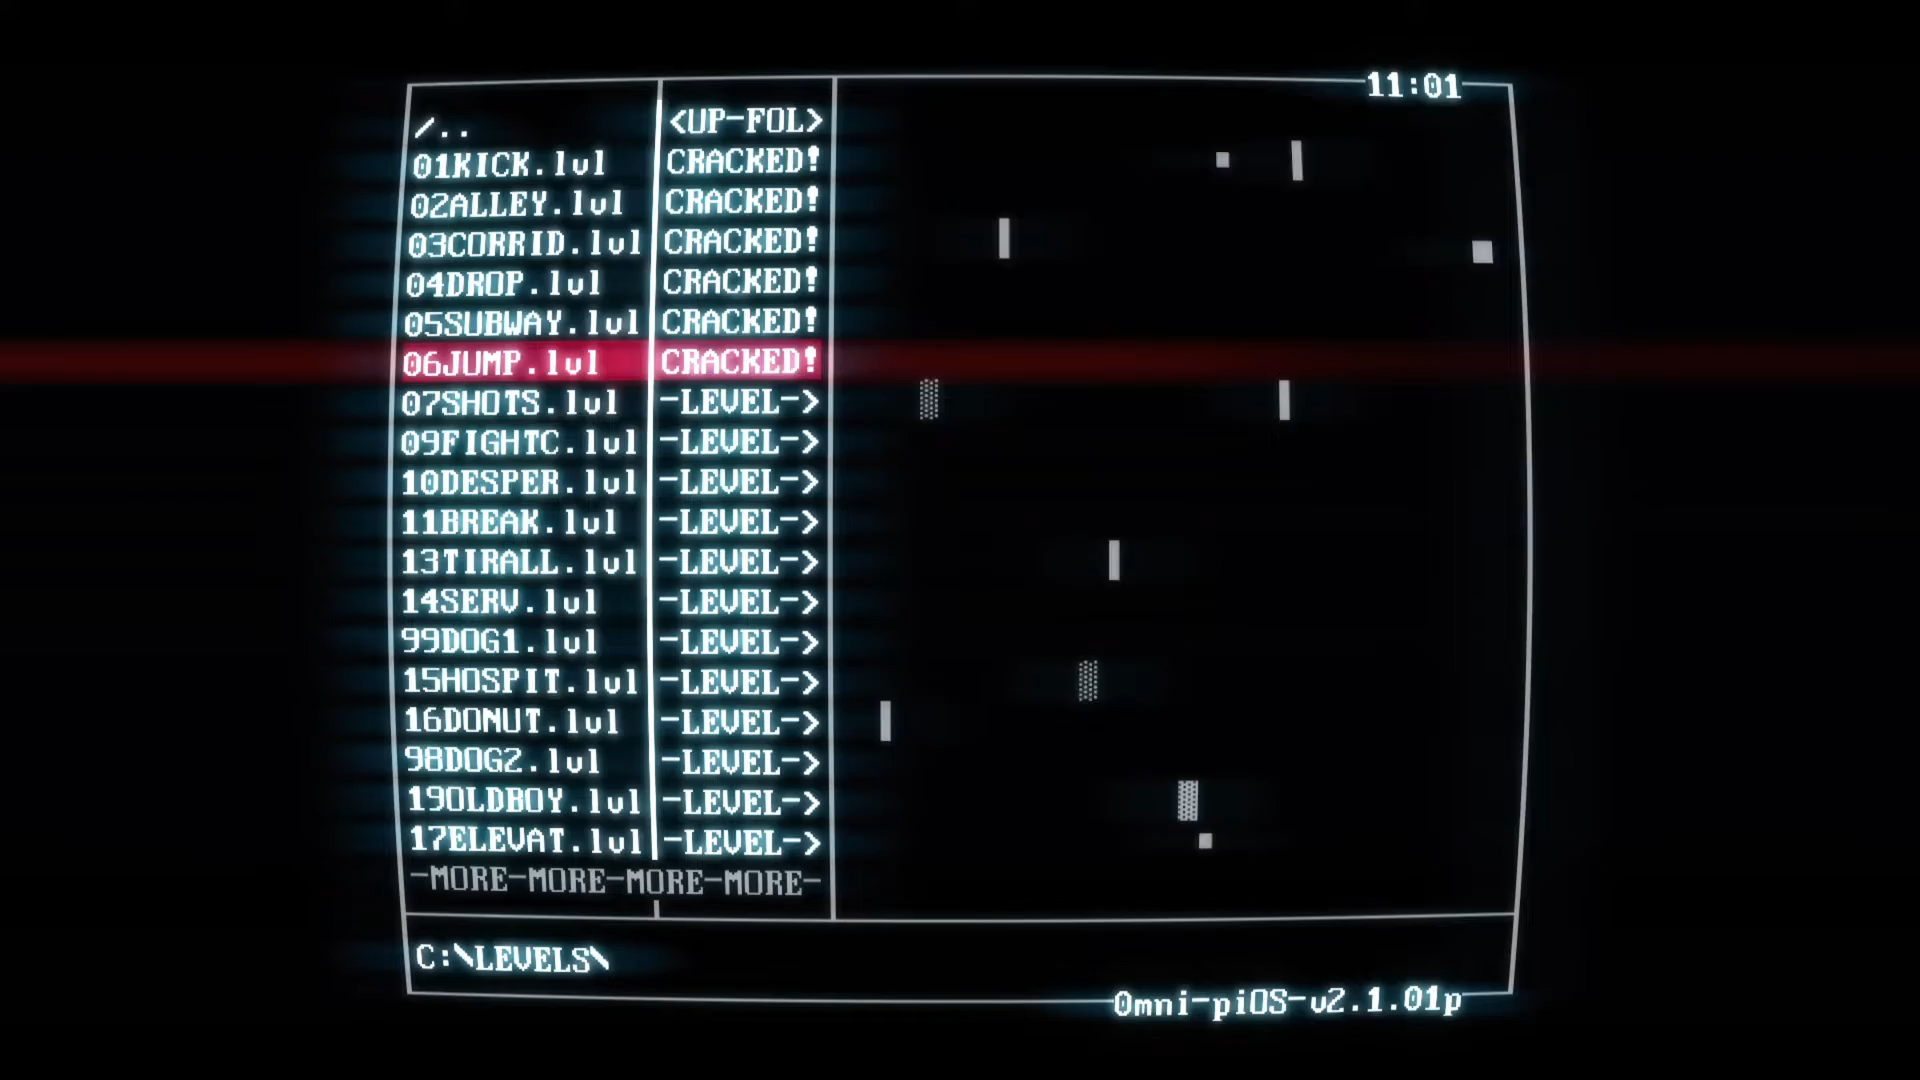 11:01
/.. <UP-FOL>
01KICK.lvl CRACKED!
02ALLEY.lvl CRACKED!
03CORRID.lvl CRACKED!
04DROP.lvl CRACKED!
05SUBWAY.lvl CRACKED!
06JUMP.lvl CRACKED!
07SHOTS.lvl -LEVEL->
09FIGHTC.lvl -LEVEL->
10DESPER.lvl -LEVEL->
11BREAK.lvl -LEVEL->
13TIRALL.lvl -LEVEL->
14SERV.lvl -LEVEL->
99DOG1.lvl -LEVEL->
15HOSPIT.lvl -LEVEL->
16DONUT.lvl -LEVEL->
98DOG2.lvl -LEVEL->
19OLDBOY.lvl -LEVEL->
17ELEVAT.lvl -LEVEL->
-MORE-MORE-MORE-MORE-
C:\LEVELS\
0mni-piOS-v2.1.01p